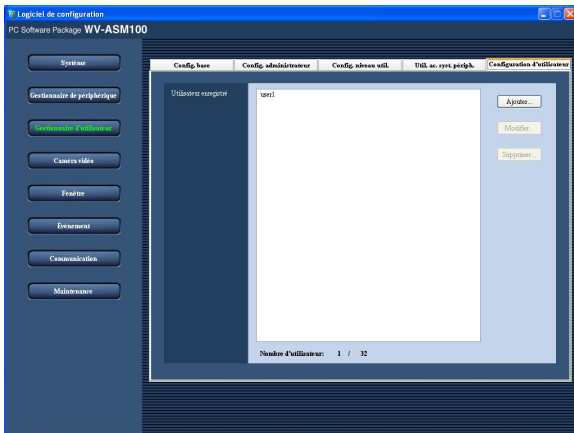 Logiciel de configuration
PC Software Package WV-ASM100
Système
Gestionnaire de périphérique
Gestionnaire d'utilisateur
Caméra vidéo
Fenêtre
Événement
Communication
Maintenance
Config. base
Config. administrateur
Config. niveau util.
Util. ac. syst. périph.
Configuration d'utilisateur
Utilisateur enregistré
user1
Ajouter...
Modifier...
Supprimer...
Nombre d'utilisateur: 1 / 32